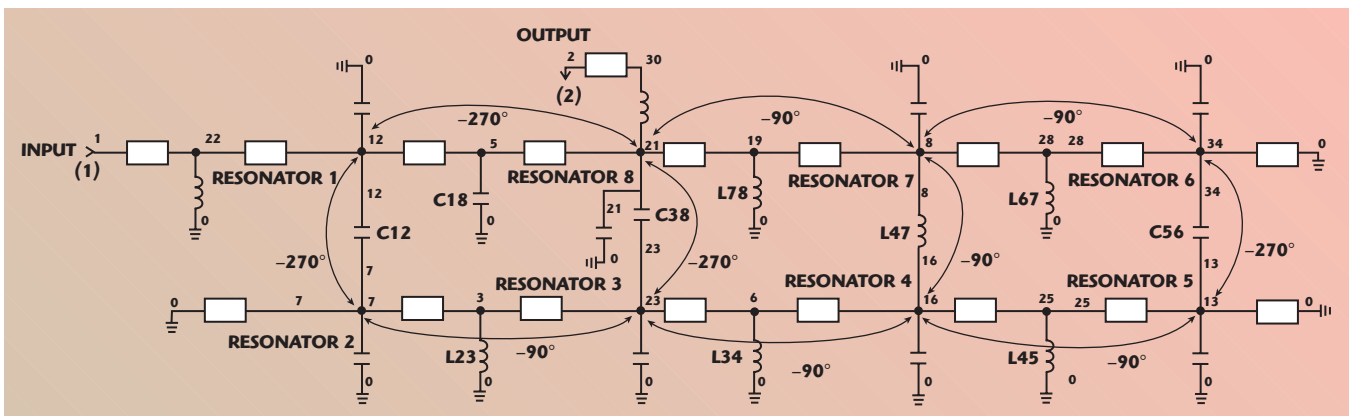 OUTPUT
2 30
(2)
0 0 0
–270° –90° –90°
INPUT 1 22 12 5 21 19 8 28 28 34 0
(1)
RESONATOR 1 RESONATOR 8 RESONATOR 7 RESONATOR 6
12 C18 21 C38 L78 8 L67 34
0 0 0 0
C12 L47 C56
–270° 0 23 –270° 16 –90° 13 –270°
7 RESONATOR 3 RESONATOR 4 RESONATOR 5
0 7 7 3 23 6 16 25 25 13 0
RESONATOR 2
L23 –90° L34 –90° L45 –90°
0 0 0 0 0 0 0